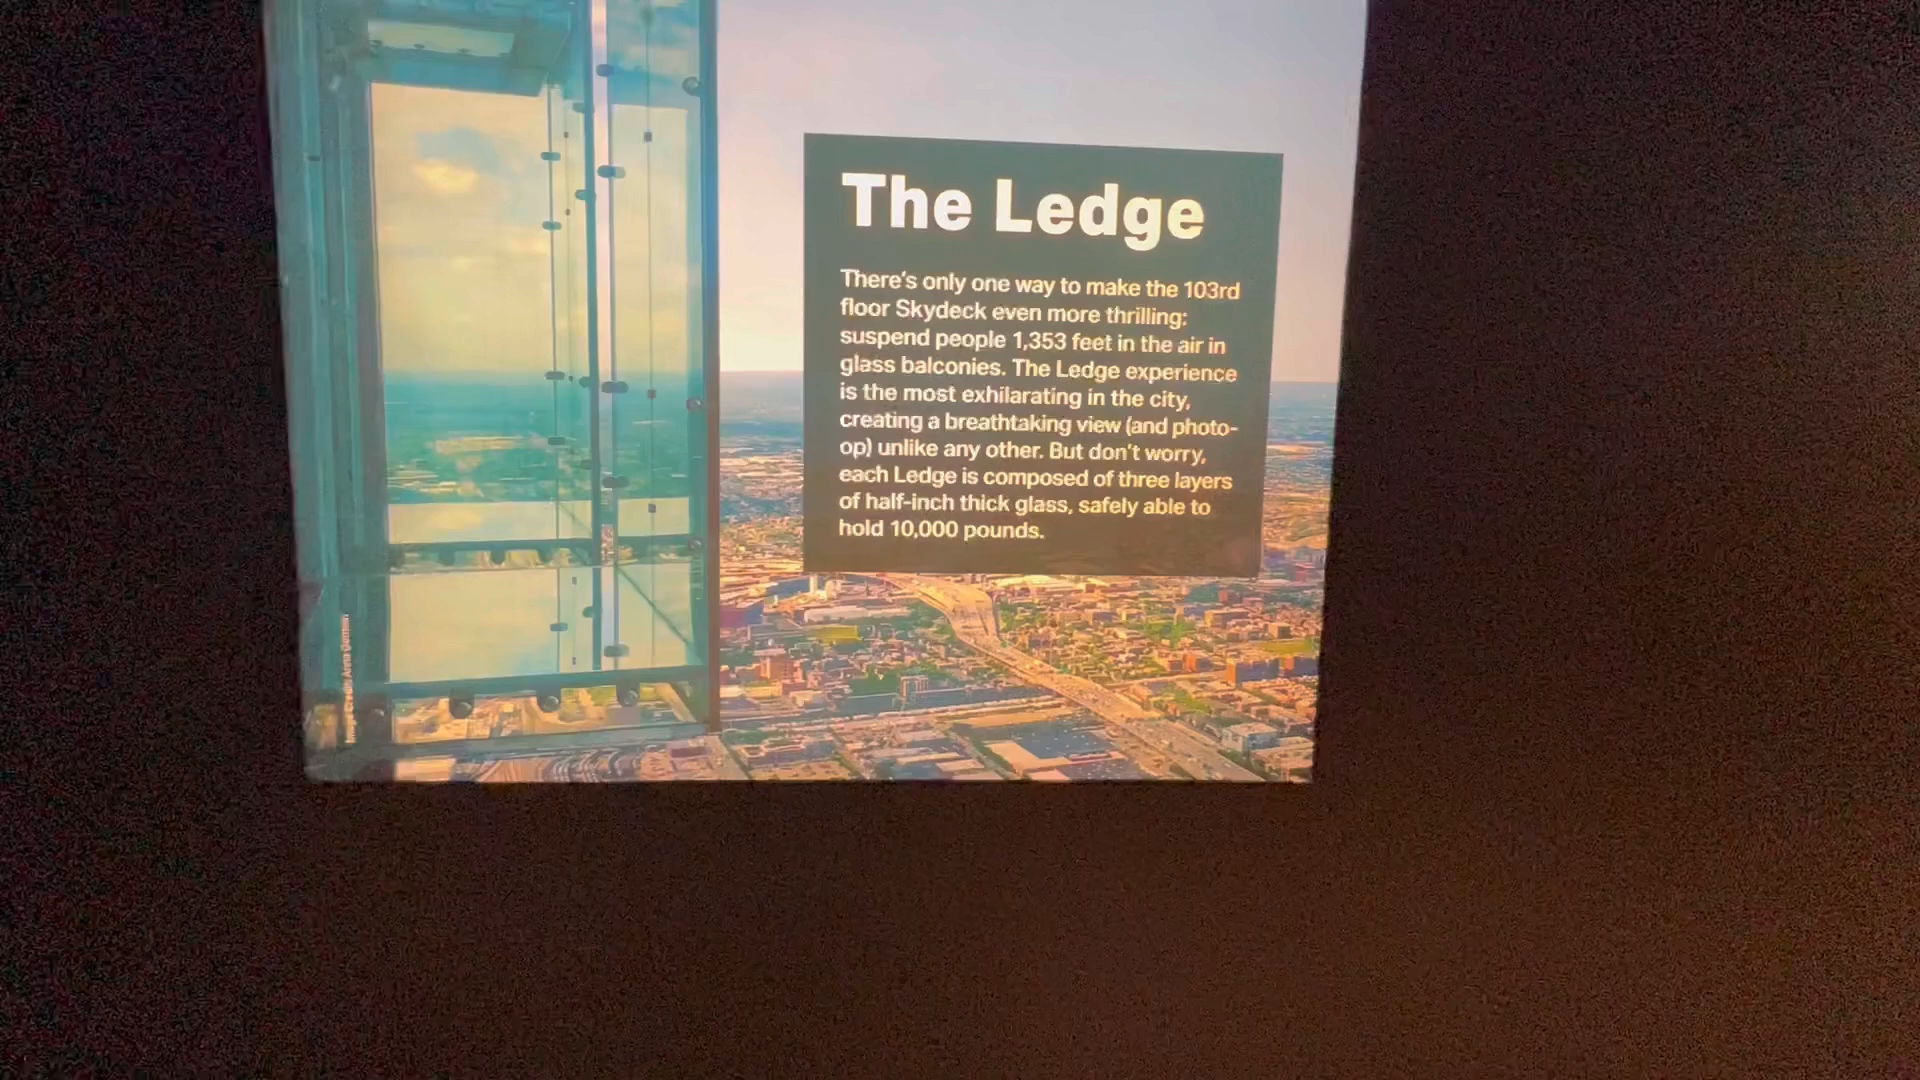 The Ledge
There's only one way to make the 103rd
floor Skydeck even more thrilling:
suspend people 1,353 feet in the air in
glass balconies. The Ledge experience
is the most exhilarating in the city,
creating a breathtaking view (and photo-
op) unlike any other. But don't worry,
each Ledge is composed of three layers
of half-inch thick glass, safely able to
hold 10,000 pounds.